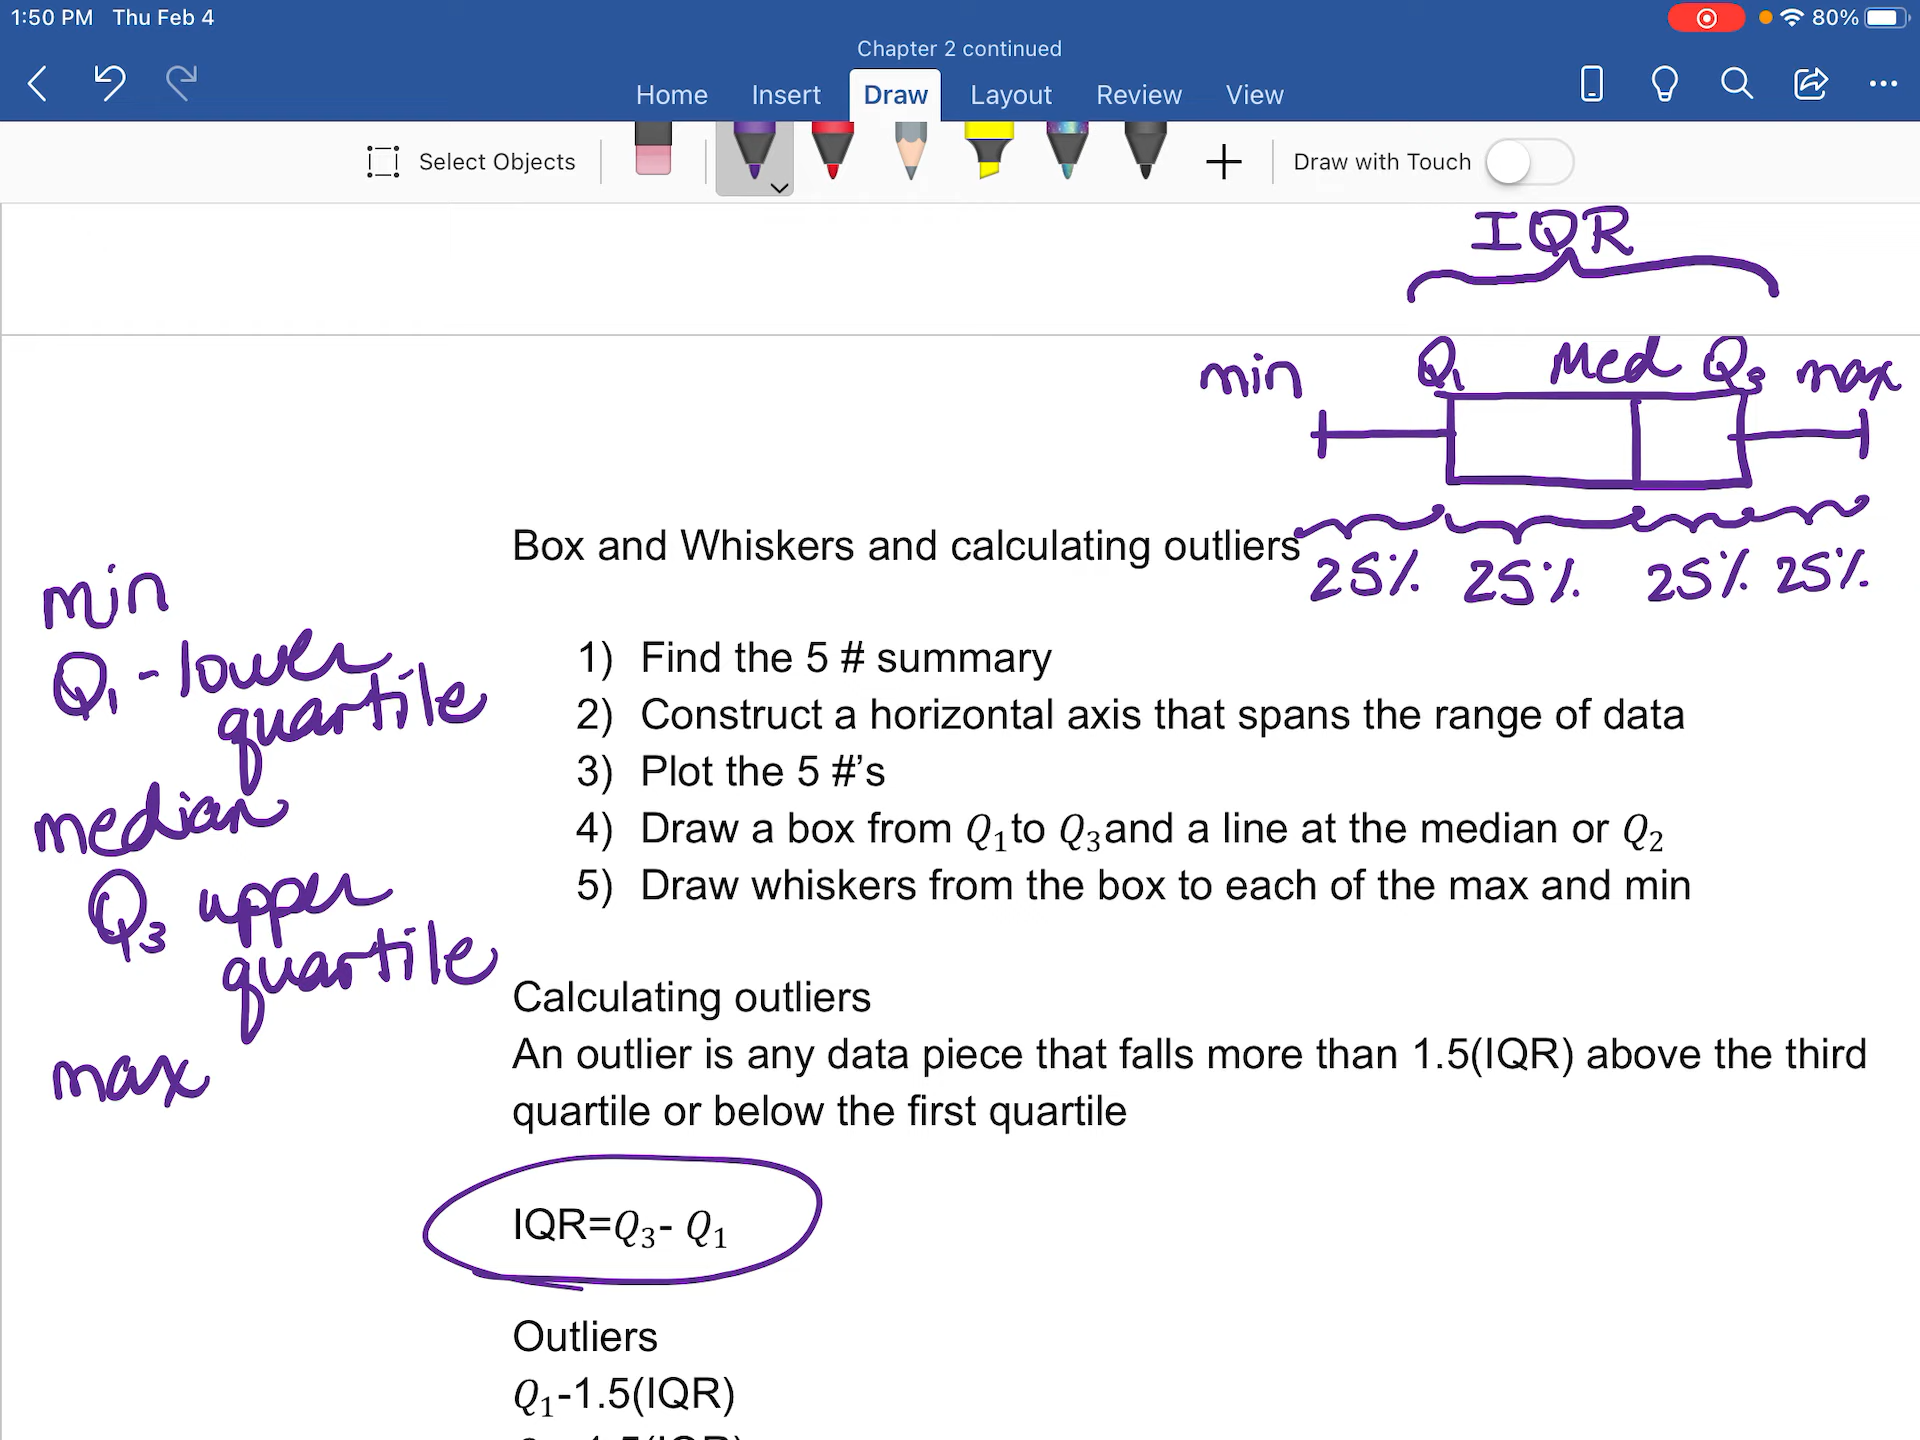 1:50 PM Thu Feb 4
80%
Chapter 2 continued
Home Insert Draw Layout Review View
Select Objects
Draw with Touch
IQR
min Q₁ Med Q₃ max
Box and Whiskers and calculating outliers
25% 25% 25% 25%
min
Q₁ - lower
quartile
median
Q₃ upper
quartile
max
1) Find the 5 # summary
2) Construct a horizontal axis that spans the range of data
3) Plot the 5 #’s
4) Draw a box from Q₁to Q₃and a line at the median or Q₂
5) Draw whiskers from the box to each of the max and min
Calculating outliers
An outlier is any data piece that falls more than 1.5(IQR) above the third
quartile or below the first quartile
IQR=Q₃- Q₁
Outliers
Q₁-1.5(IQR)